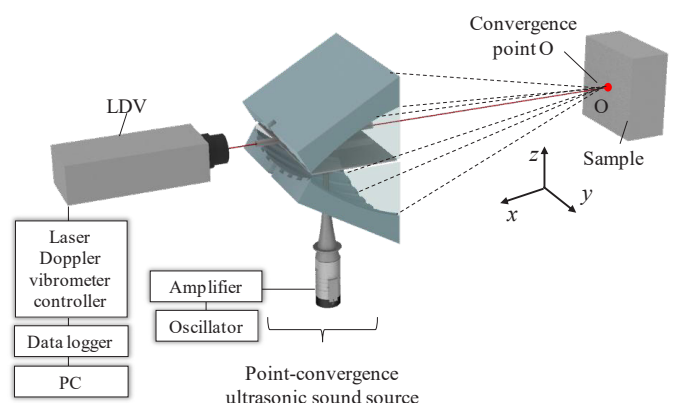 Convergence
point O
LDV
O
Sample
z
y
x
Laser
Doppler
vibrometer
controller
Amplifier
Oscillator
Data logger
PC
Point-convergence
ultrasonic sound source